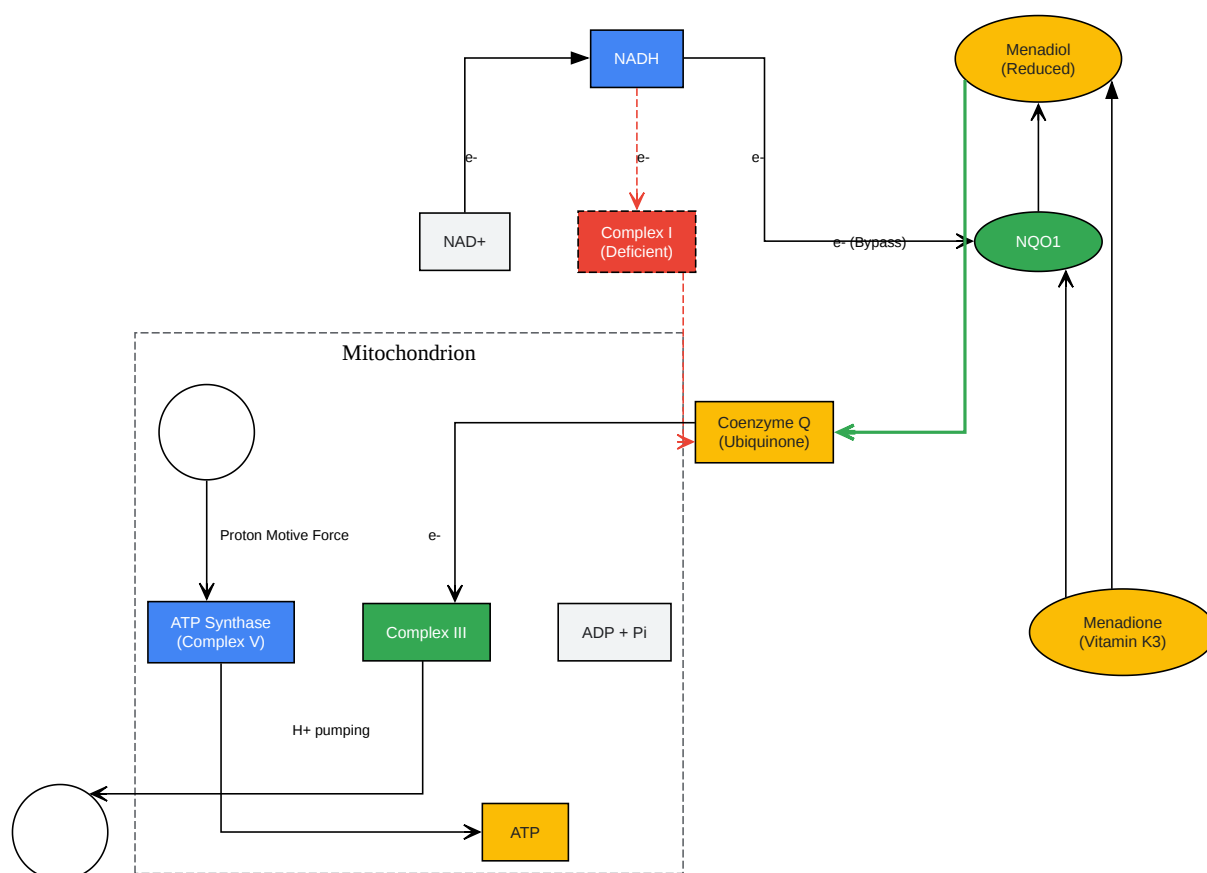 NADH
Menadiol
(Reduced)
e-
e-
e-
NAD+
Complex I
(Deficient)
e- (Bypass)
NQO1
Mitochondrion
Coenzyme Q
(Ubiquinone)
Proton Motive Force
e-
ATP Synthase
(Complex V)
Complex III
ADP + Pi
Menadione
(Vitamin K3)
H+ pumping
ATP